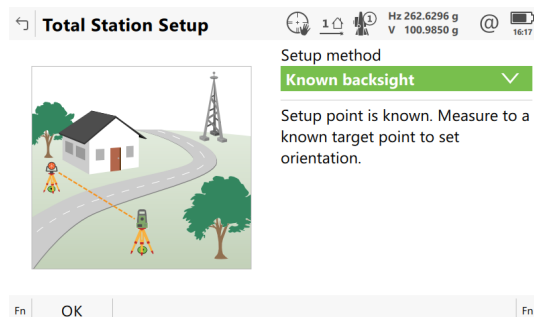 Total Station Setup
1
1
Hz 262.6296 g
V 100.9850 g
@
16:17
Setup method
Known backsight
Setup point is known. Measure to a
known target point to set
orientation.
Fn
OK
Fn